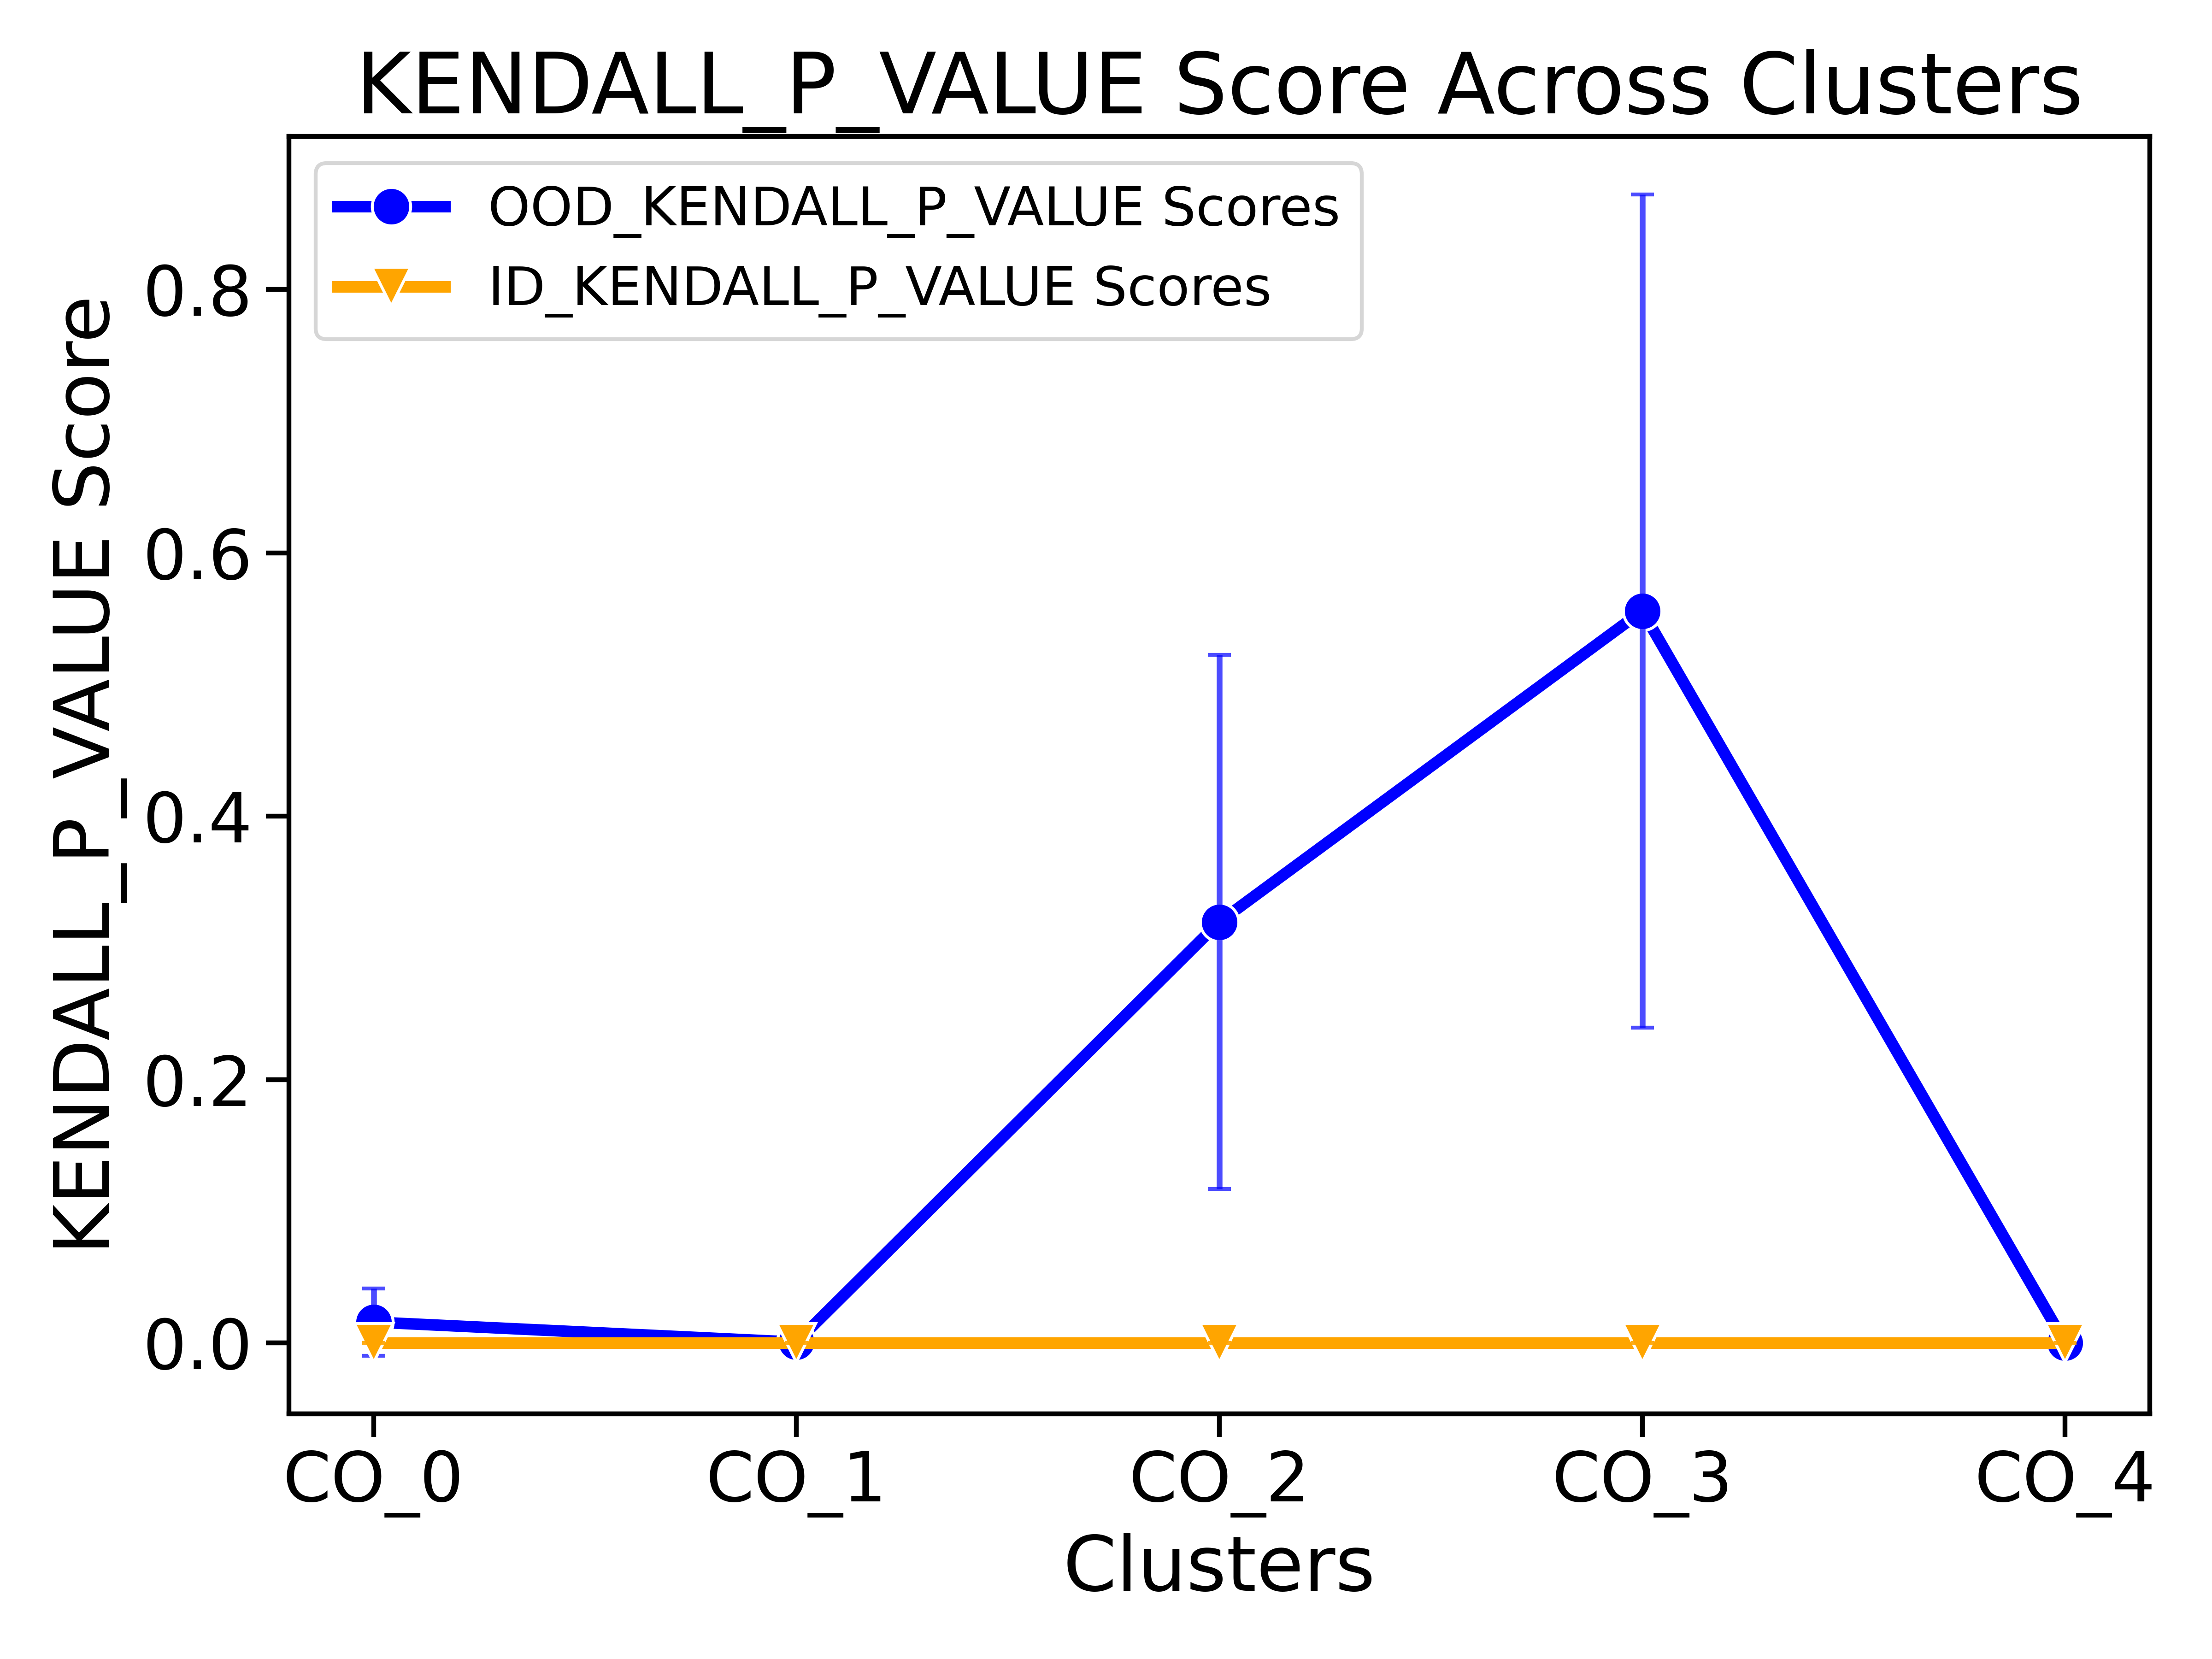 KENDALL_P_VALUE Score Across Clusters
OOD_KENDALL_P_VALUE Scores
ID_KENDALL_P_VALUE Scores
KENDALL_P_VALUE Score
0.8
0.6
0.4
0.2
0.0
CO_0 CO_1 CO_2 CO_3 CO_4
Clusters